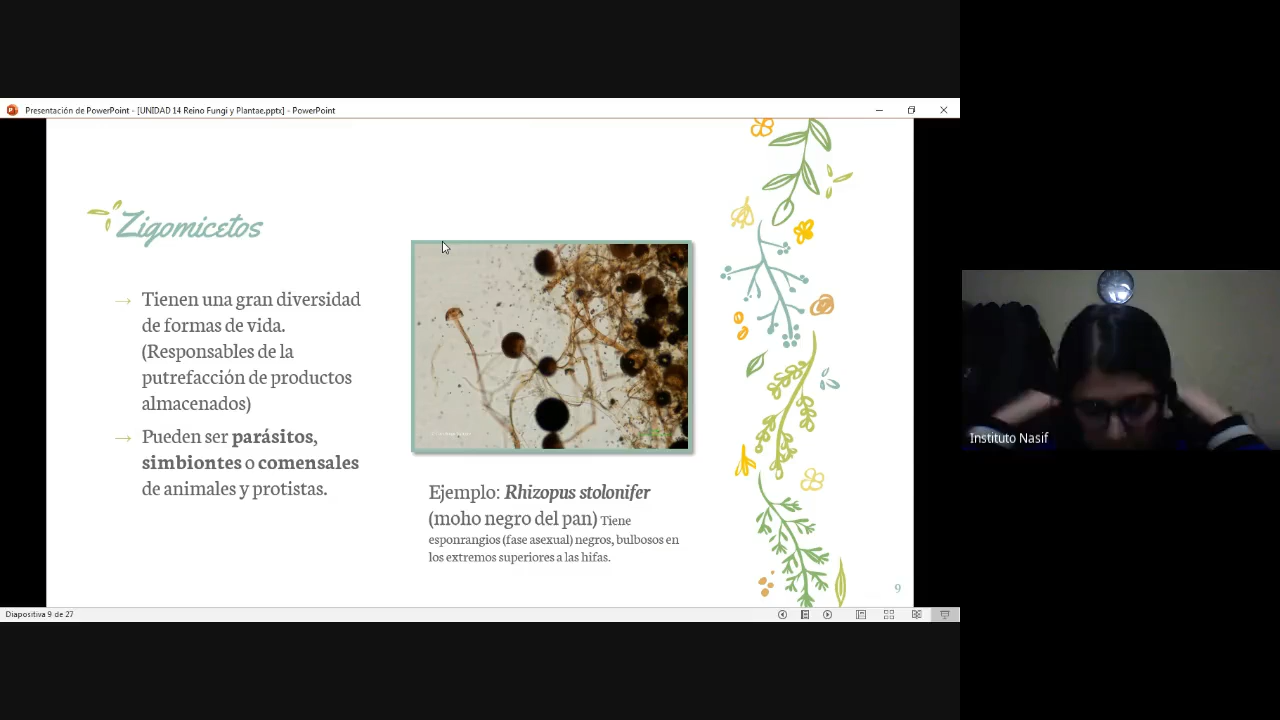 Presentación de PowerPoint - [UNIDAD 14 Reino Fungi y Plantae.pptx] - PowerPoint
Zigomicetos
→ Tienen una gran diversidad
de formas de vida.
(Responsables de la
putrefacción de productos
almacenados)
→ Pueden ser parásitos,
simbiontes o comensales
de animales y protistas.
Ejemplo: Rhizopus stolonifer
(moho negro del pan) Tiene
esponrangios (fase asexual) negros, bulbosos en
los extremos superiores a las hifas.
9
Diapositiva 9 de 27
Instituto Nasif